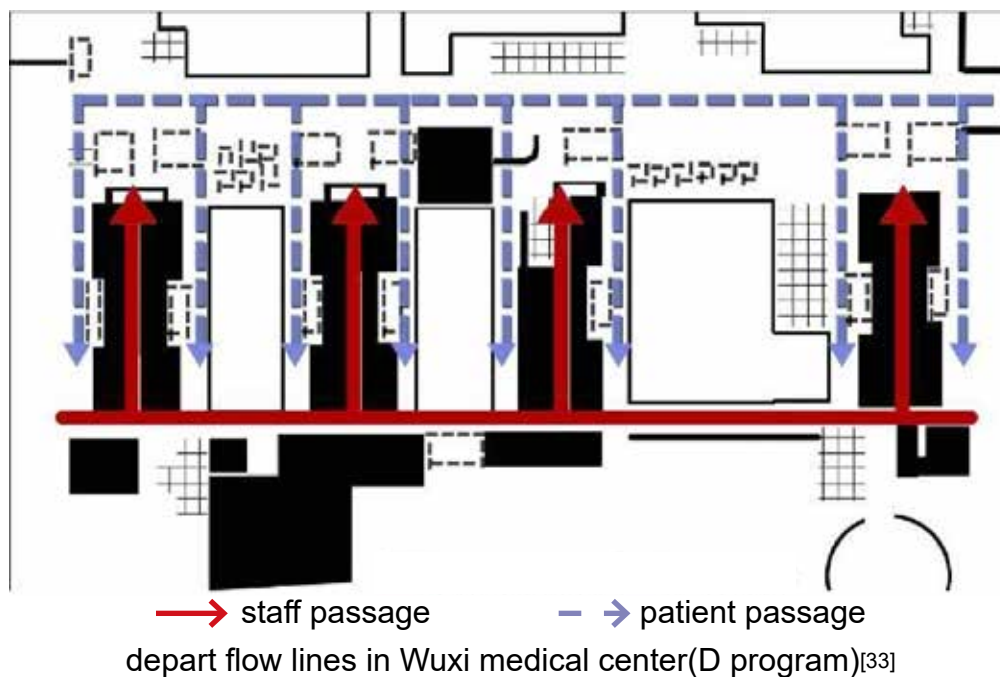 staff passage
patient passage
depart flow lines in Wuxi medical center(D program)[33]